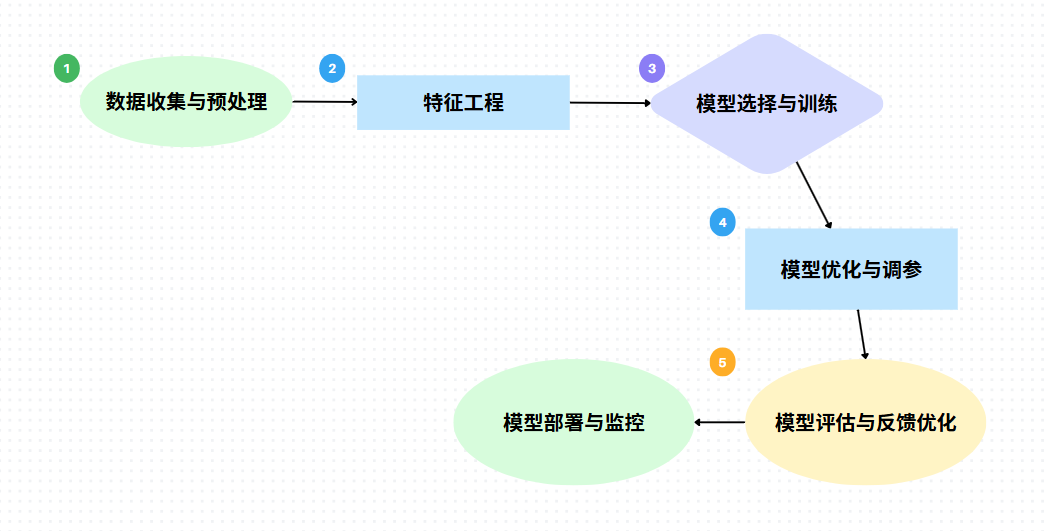 1
数据收集与预处理
2
特征工程
3
模型选择与训练
4
模型优化与调参
5
模型评估与反馈优化
模型部署与监控